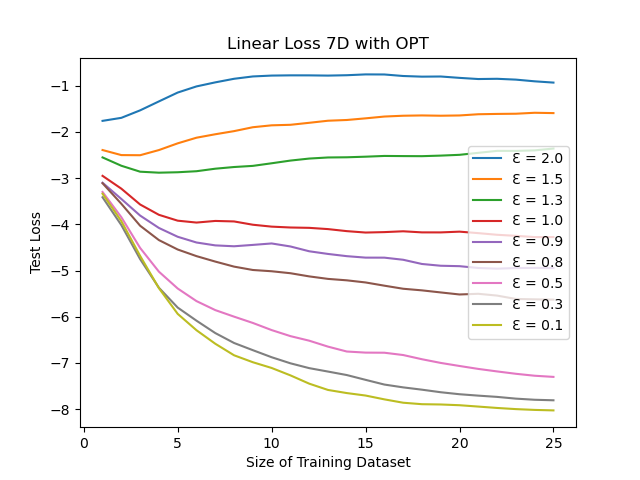 Linear Loss 7D with OPT
Test Loss
−1
−2
−3
−4
−5
−6
−7
−8
Ɛ = 2.0
Ɛ = 1.5
Ɛ = 1.3
Ɛ = 1.0
Ɛ = 0.9
Ɛ = 0.8
Ɛ = 0.5
Ɛ = 0.3
Ɛ = 0.1
0 5 10 15 20 25
Size of Training Dataset